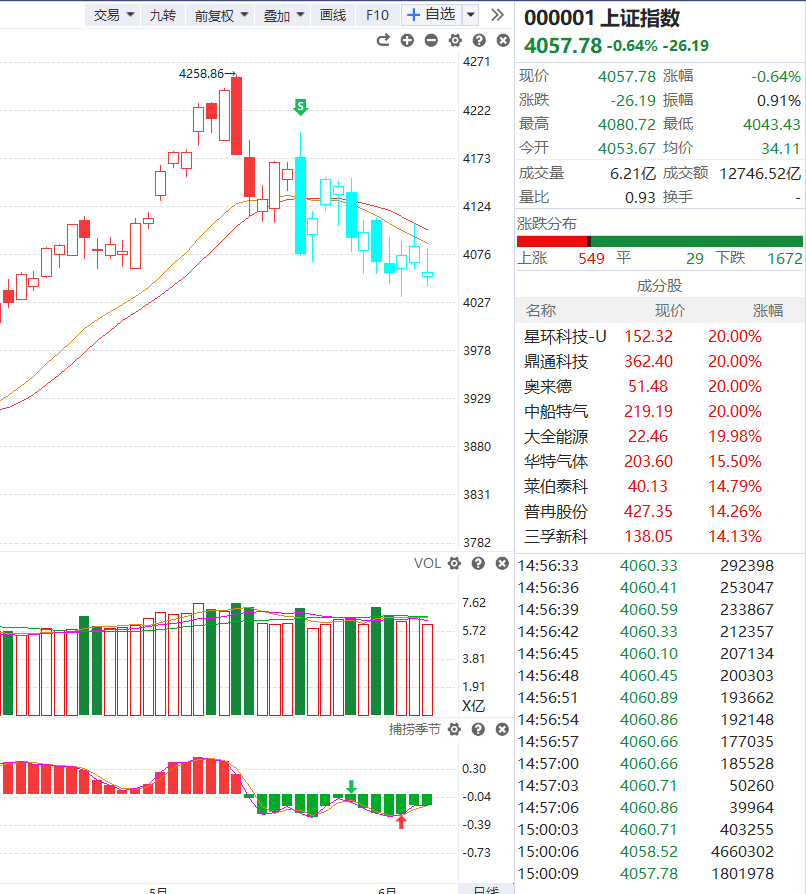 交易 九转 前复权 叠加 画线 F10 +自选
000001 上证指数
4057.78 -0.64% -26.19
现价 4057.78 涨幅 -0.64%
涨跌 -26.19 振幅 0.91%
最高 4080.72 最低 4043.43
今开 4053.67 均价 34.11
成交量 6.21亿 成交额 12746.52亿
量比 0.93 换手 -
涨跌分布
上涨 549 平 29 下跌 1672
成分股
名称 现价 涨幅
星环科技-U 152.32 20.00%
鼎通科技 362.40 20.00%
奥来德 51.48 20.00%
中船特气 219.19 20.00%
大全能源 22.46 19.98%
华特气体 203.60 15.50%
莱伯泰科 40.13 14.79%
普冉股份 427.35 14.26%
三孚新科 138.05 14.13%
14:56:33 4060.33 292398
14:56:36 4060.41 253047
14:56:39 4060.59 233867
14:56:42 4060.33 212357
14:56:45 4060.10 207134
14:56:48 4060.45 200303
14:56:51 4060.89 193662
14:56:54 4060.86 192148
14:56:57 4060.66 177035
14:57:00 4060.66 185528
14:57:03 4060.71 50260
14:57:06 4060.86 39964
15:00:03 4060.71 403255
15:00:06 4058.52 4660302
15:00:09 4057.78 1801978
4258.86→
S
4271
4222
4173
4124
4076
4027
3978
3929
3880
3831
3782
VOL
7.62
5.72
3.81
1.91
X亿
捕捞季节
0.30
-0.04
-0.39
-0.73
5月 6月 日线